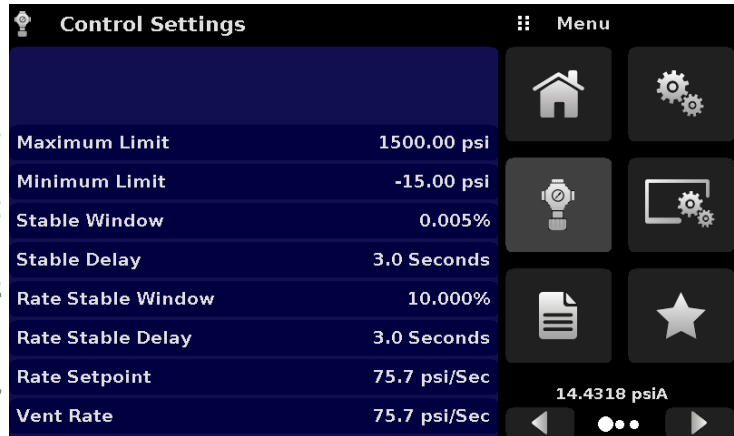 Control Settings
Menu
Maximum Limit 1500.00 psi
Minimum Limit -15.00 psi
Stable Window 0.005%
Stable Delay 3.0 Seconds
Rate Stable Window 10.000%
Rate Stable Delay 3.0 Seconds
Rate Setpoint 75.7 psi/Sec
Vent Rate 75.7 psi/Sec
14.4318 psiA